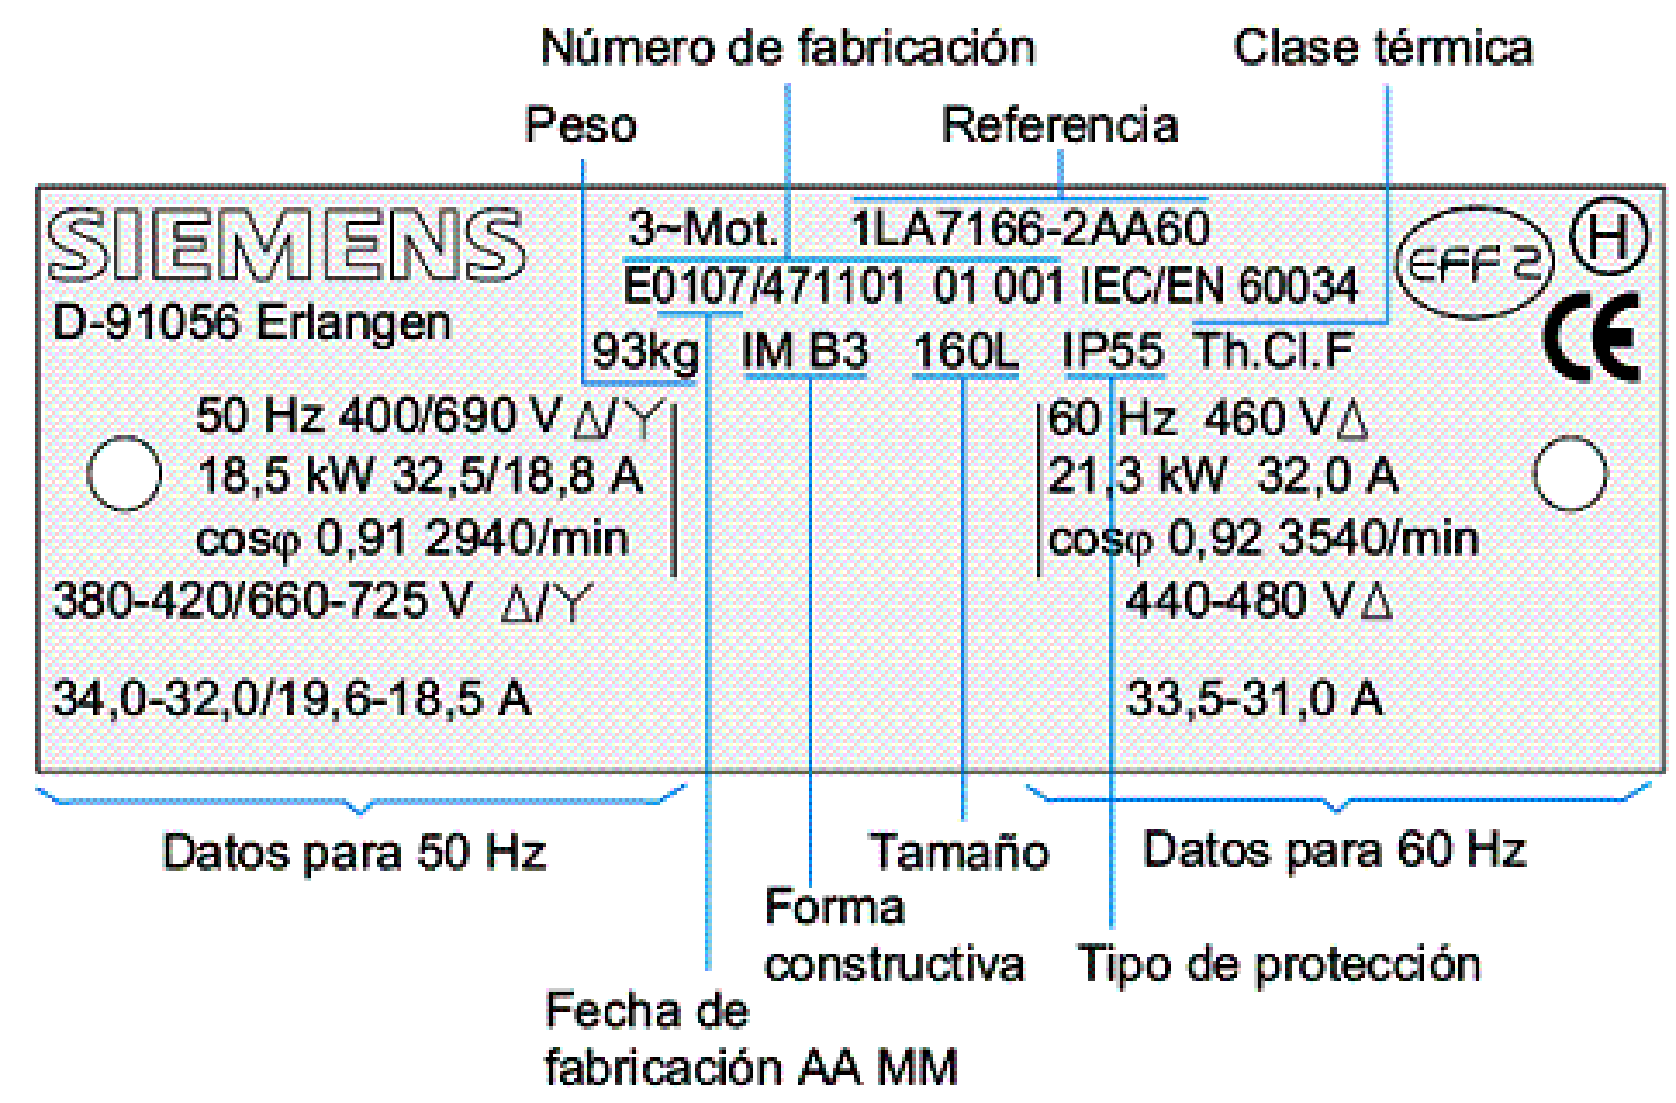 Número de fabricación Clase térmica
Peso Referencia
SIEMENS 3~Mot. 1LA7166-2AA60 EFF 2 H
E0107/471101 01 001 IEC/EN 60034
D-91056 Erlangen CE
93kg IM B3 160L IP55 Th.Cl.F
50 Hz 400/690 V △/Y 60 Hz 460 V△
18,5 kW 32,5/18,8 A 21,3 kW 32,0 A
cosφ 0,91 2940/min cosφ 0,92 3540/min
380-420/660-725 V △/Y 440-480 V△
34,0-32,0/19,6-18,5 A 33,5-31,0 A
Datos para 50 Hz Tamaño Datos para 60 Hz
Forma
constructiva Tipo de protección
Fecha de
fabricación AA MM